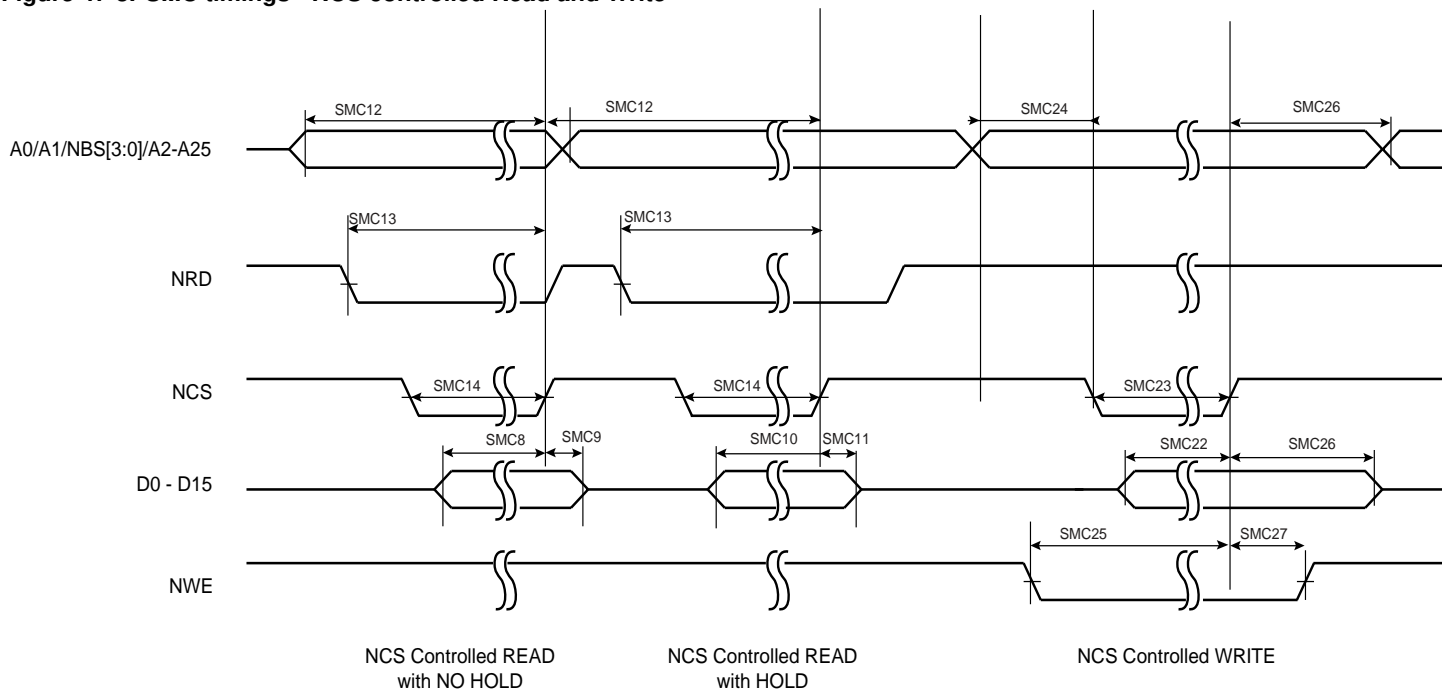 Figure SMC timings - NCS controlled Read and Write
SMC12
SMC12
SMC24
SMC26
A0/A1/NBS[3:0]/A2-A25
SMC13
SMC13
NRD
NCS
SMC14
SMC14
SMC23
SMC8
SMC9
SMC10
SMC11
SMC22
SMC26
D0 - D15
SMC25
SMC27
NWE
NCS Controlled READ
with NO HOLD
NCS Controlled READ
with HOLD
NCS Controlled WRITE